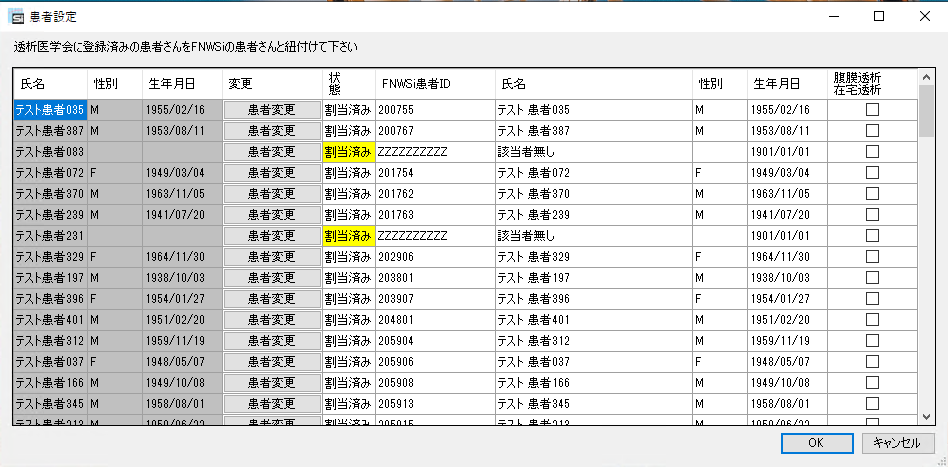 患者設定
透析医学会に登録済みの患者さんをFNWSiの患者さんと紐付けて下さい
氏名 性別 生年月日 変更 状態 FNWSi患者ID 氏名 性別 生年月日 腹膜透析 在宅透析
テスト患者035 M 1955/02/16 患者変更 割当済み 200755 テスト 患者035 M 1955/02/16
テスト患者387 M 1953/08/11 患者変更 割当済み 200767 テスト 患者387 M 1953/08/11
テスト患者083 患者変更 割当済み ZZZZZZZZZZ 該当者無し 1901/01/01
テスト患者072 F 1949/03/04 患者変更 割当済み 201754 テスト 患者072 F 1949/03/04
テスト患者370 M 1963/11/05 患者変更 割当済み 201762 テスト 患者370 M 1963/11/05
テスト患者239 M 1941/07/20 患者変更 割当済み 201763 テスト 患者239 M 1941/07/20
テスト患者231 患者変更 割当済み ZZZZZZZZZZ 該当者無し 1901/01/01
テスト患者329 F 1964/11/30 患者変更 割当済み 202906 テスト 患者329 F 1964/11/30
テスト患者197 M 1938/10/03 患者変更 割当済み 203801 テスト 患者197 M 1938/10/03
テスト患者396 F 1954/01/27 患者変更 割当済み 203907 テスト 患者396 F 1954/01/27
テスト患者401 M 1951/02/20 患者変更 割当済み 204801 テスト 患者401 M 1951/02/20
テスト患者312 M 1959/11/19 患者変更 割当済み 205904 テスト 患者312 M 1959/11/19
テスト患者037 F 1948/05/07 患者変更 割当済み 205906 テスト 患者037 F 1948/05/07
テスト患者166 M 1949/10/08 患者変更 割当済み 205908 テスト 患者166 M 1949/10/08
テスト患者345 M 1958/08/01 患者変更 割当済み 205913 テスト 患者345 M 1958/08/01
OK キャンセル